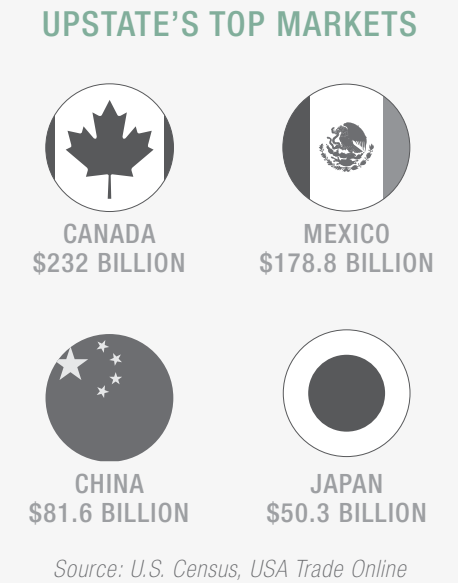 UPSTATE'S TOP MARKETS
CANADA
$232 BILLION
MEXICO
$178.8 BILLION
CHINA
$81.6 BILLION
JAPAN
$50.3 BILLION
Source: U.S. Census, USA Trade Online